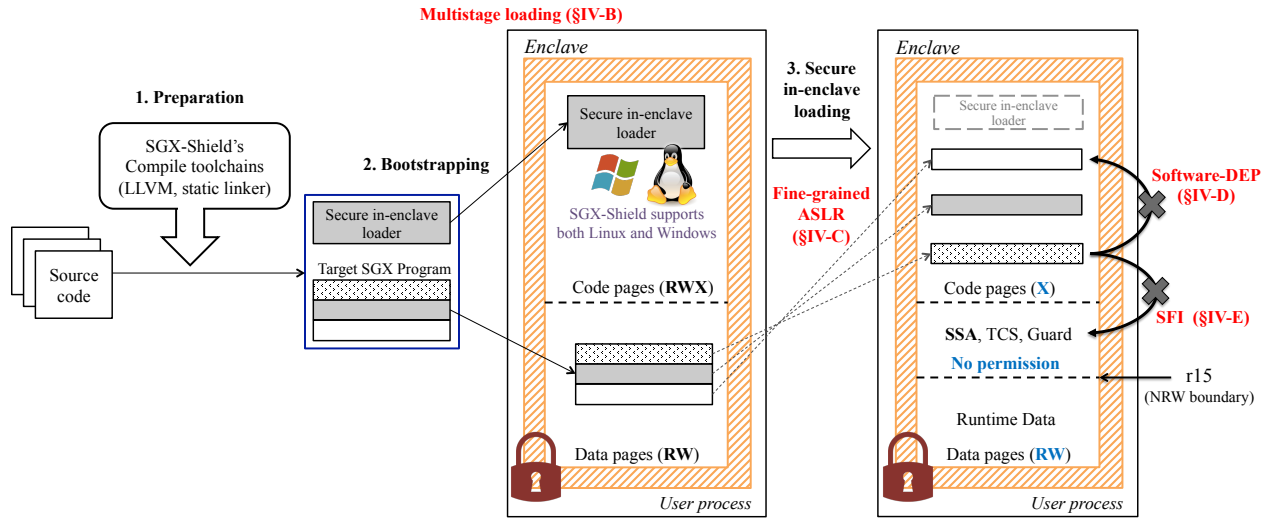 Multistage loading (§IV-B)
1. Preparation
SGX-Shield’s
Compile toolchains
(LLVM, static linker)
Source
code
2. Bootstrapping
Secure in-enclave
loader
Target SGX Program
Enclave
Secure in-enclave
loader
SGX-Shield supports
both Linux and Windows
Code pages (RWX)
Data pages (RW)
User process
3. Secure
in-enclave
loading
Fine-grained
ASLR
(§IV-C)
Enclave
Secure in-enclave
loader
Code pages (X)
SSA, TCS, Guard
No permission
Runtime Data
Data pages (RW)
User process
Software-DEP
(§IV-D)
SFI (§IV-E)
r15
(NRW boundary)